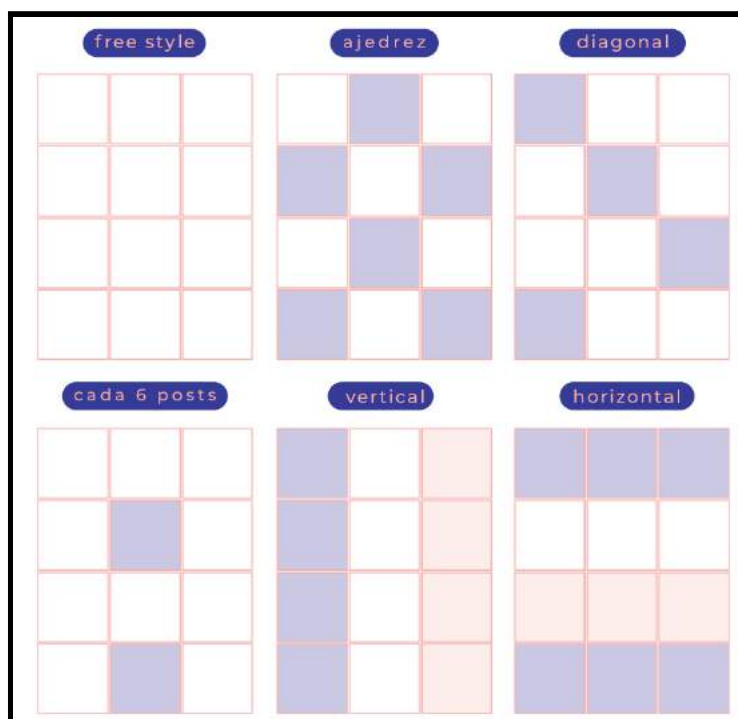 free style
ajedrez
diagonal
cada 6 posts
vertical
horizontal